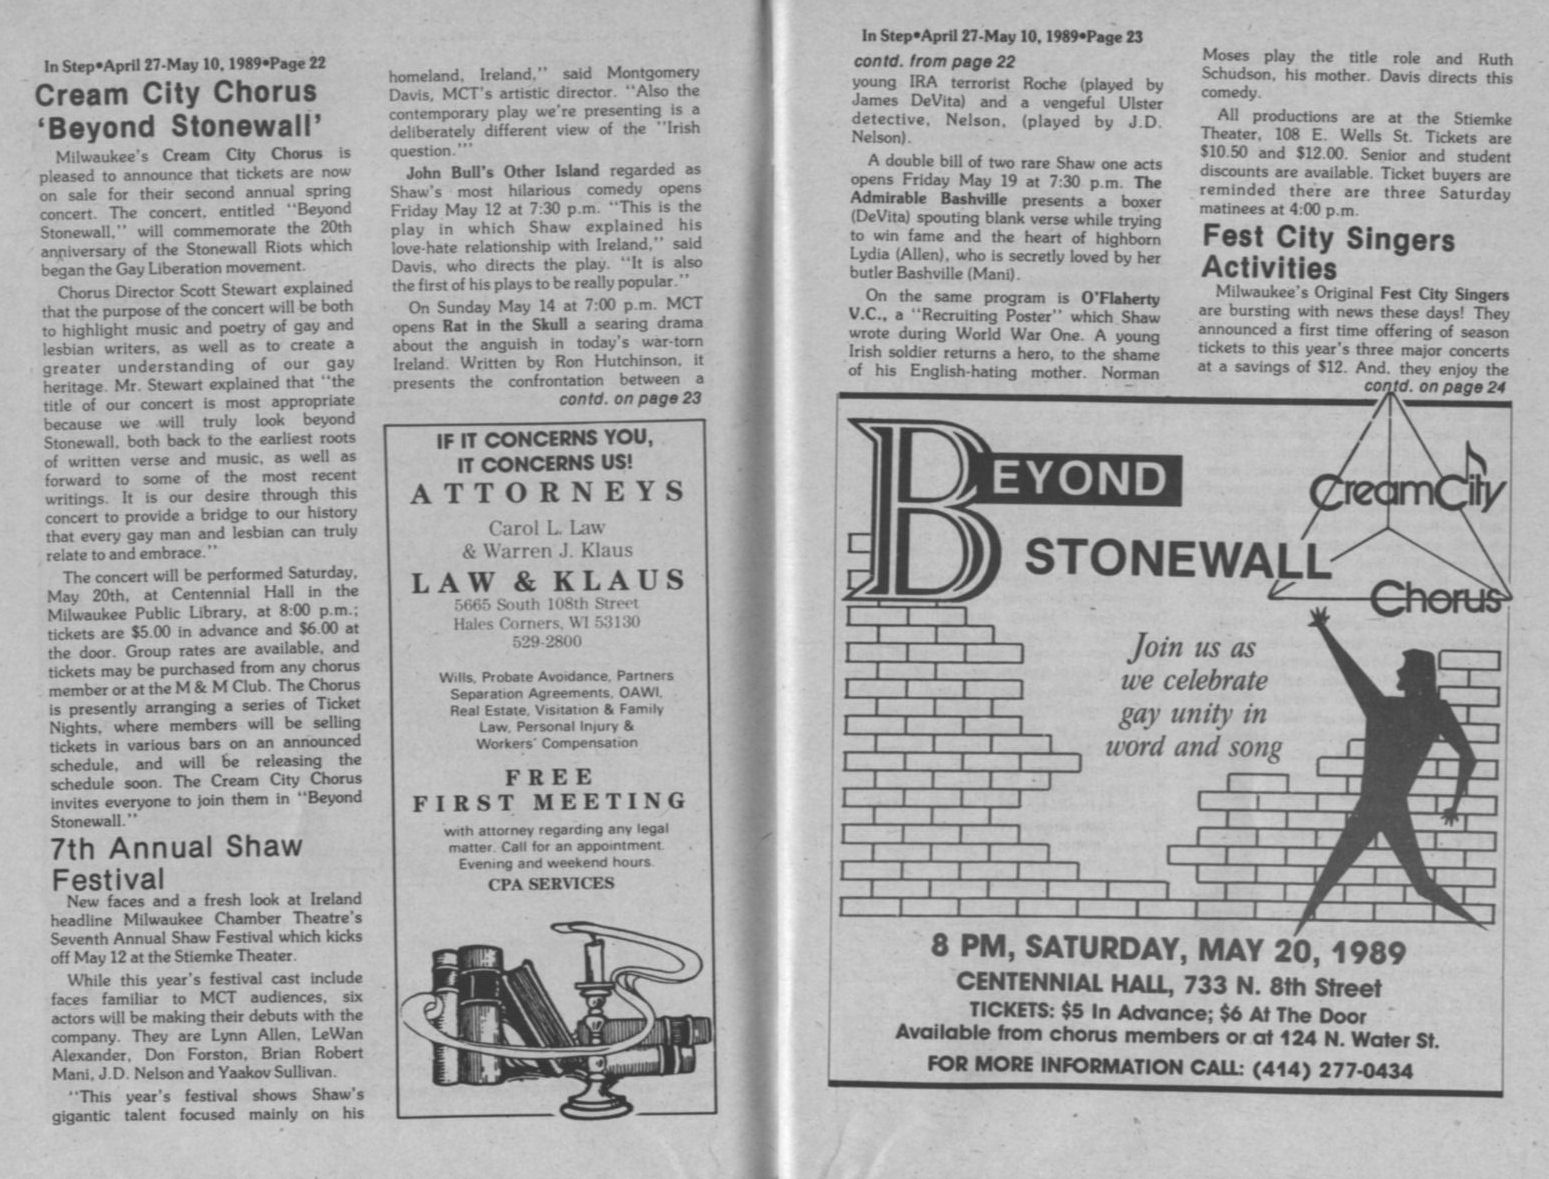 In Step•April 27-May 10, 1989•Page 22
Cream City Chorus
‘Beyond Stonewall’
Milwaukee's Cream City Chorus is
pleased to announce that tickets are now
on sale for their second annual spring
concert. The concert, entitled "Beyond
Stonewall," will commemorate the 20th
anniversary of the Stonewall Riots which
began the Gay Liberation movement.
Chorus Director Scott Stewart explained
that the purpose of the concert will be both
to highlight music and poetry of gay and
lesbian writers, as well as to create a
greater understanding of our gay
heritage. Mr. Stewart explained that "the
title of our concert is most appropriate
because we will truly look beyond
Stonewall, both back to the earliest roots
of written verse and music, as well as
forward to some of the most recent
writings. It is our desire through this
concert to provide a bridge to our history
that every gay man and lesbian can truly
relate to and embrace."
The concert will be performed Saturday,
May 20th, at Centennial Hall in the
Milwaukee Public Library, at 8:00 p.m.;
tickets are $5.00 in advance and $6.00 at
the door. Group rates are available, and
tickets may be purchased from any chorus
member or at the M & M Club. The Chorus
is presently arranging a series of Ticket
Nights, where members will be selling
tickets in various bars on an announced
schedule, and will be releasing the
schedule soon. The Cream City Chorus
invites everyone to join them in "Beyond
Stonewall."
7th Annual Shaw
Festival
New faces and a fresh look at Ireland
headline Milwaukee Chamber Theatre's
Seventh Annual Shaw Festival which kicks
off May 12 at the Stiemke Theater.
While this year's festival cast include
faces familiar to MCT audiences, six
actors will be making their debuts with the
company. They are Lynn Allen, LeWan
Alexander, Don Forston, Brian Robert
Mani, J.D. Nelson and Yaakov Sullivan.
"This year's festival shows Shaw's
gigantic talent focused mainly on his
homeland, Ireland," said Montgomery
Davis, MCT's artistic director. "Also the
contemporary play we're presenting is a
deliberately different view of the "Irish
question.'"
John Bull's Other Island regarded as
Shaw's most hilarious comedy opens
Friday May 12 at 7:30 p.m. "This is the
play in which Shaw explained his
love-hate relationship with Ireland," said
Davis, who directs the play. "It is also
the first of his plays to be really popular."
On Sunday May 14 at 7:00 p.m. MCT
opens Rat in the Skull a searing drama
about the anguish in today's war-torn
Ireland. Written by Ron Hutchinson, it
presents the confrontation between a
contd. on page 23
IF IT CONCERNS YOU,
IT CONCERNS US!
ATTORNEYS
Carol L. Law
& Warren J. Klaus
LAW & KLAUS
5665 South 108th Street
Hales Corners, WI 53130
529-2800
Wills, Probate Avoidance, Partners
Separation Agreements, OAWI,
Real Estate, Visitation & Family
Law, Personal Injury &
Workers' Compensation
FREE
FIRST MEETING
with attorney regarding any legal
matter. Call for an appointment.
Evening and weekend hours.
CPA SERVICES
In Step•April 27-May 10, 1989•Page 23
contd. from page 22
young IRA terrorist Roche (played by
James DeVita) and a vengeful Ulster
detective, Nelson, (played by J.D.
Nelson).
A double bill of two rare Shaw one acts
opens Friday May 19 at 7:30 p.m. The
Admirable Bashville presents a boxer
(DeVita) spouting blank verse while trying
to win fame and the heart of highborn
Lydia (Allen), who is secretly loved by her
butler Bashville (Mani).
On the same program is O'Flaherty
V.C., a "Recruiting Poster" which Shaw
wrote during World War One. A young
Irish soldier returns a hero, to the shame
of his English-hating mother. Norman
Moses play the title role and Ruth
Schudson, his mother. Davis directs this
comedy.
All productions are at the Stiemke
Theater, 108 E. Wells St. Tickets are
$10.50 and $12.00. Senior and student
discounts are available. Ticket buyers are
reminded there are three Saturday
matinees at 4:00 p.m.
Fest City Singers
Activities
Milwaukee's Original Fest City Singers
are bursting with news these days! They
announced a first time offering of season
tickets to this year's three major concerts
at a savings of $12. And, they enjoy the
contd. on page 24
BEYOND
STONEWALL
Cream City
Chorus
Join us as
we celebrate
gay unity in
word and song
8 PM, SATURDAY, MAY 20, 1989
CENTENNIAL HALL, 733 N. 8th Street
TICKETS: $5 In Advance; $6 At The Door
Available from chorus members or at 124 N. Water St.
FOR MORE INFORMATION CALL: (414) 277-0434